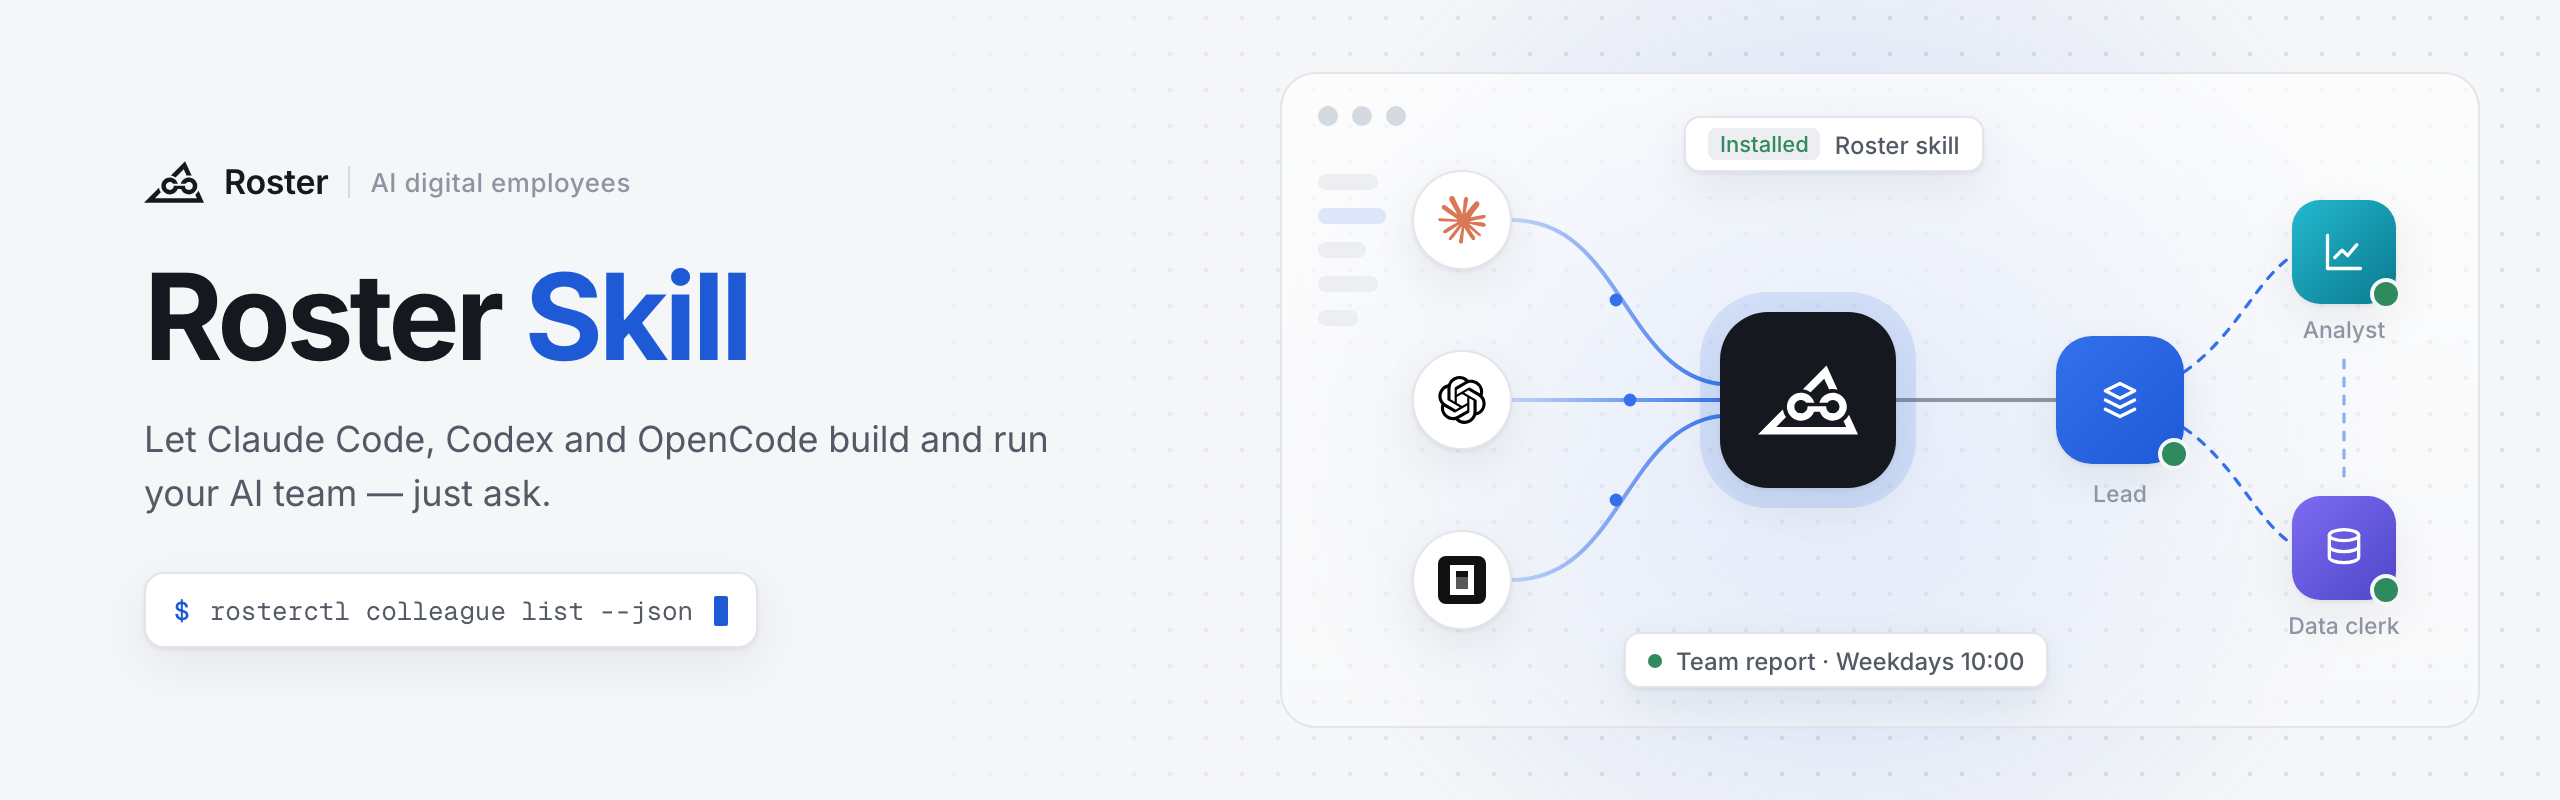 Roster
AI digital employees
Roster Skill
Let Claude Code, Codex and OpenCode build and run
your AI team — just ask.
$ rosterctl colleague list --json
Installed Roster skill
Analyst
Lead
Data clerk
Team report · Weekdays 10:00